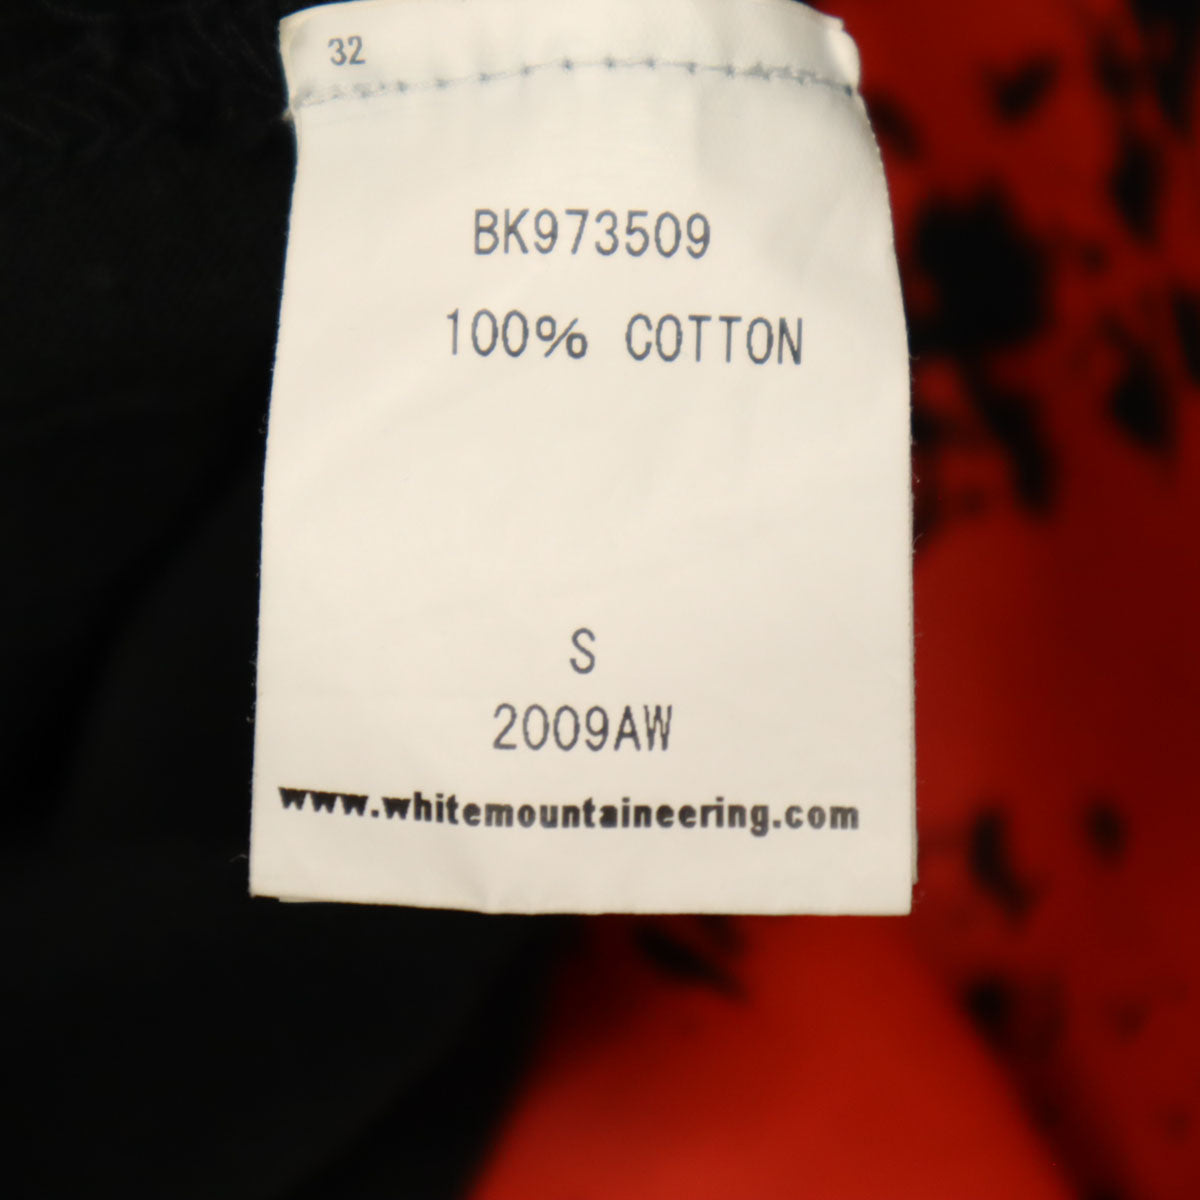 32
BK973509
100% COTTON
S
2009AW
www.whitemountaineering.com